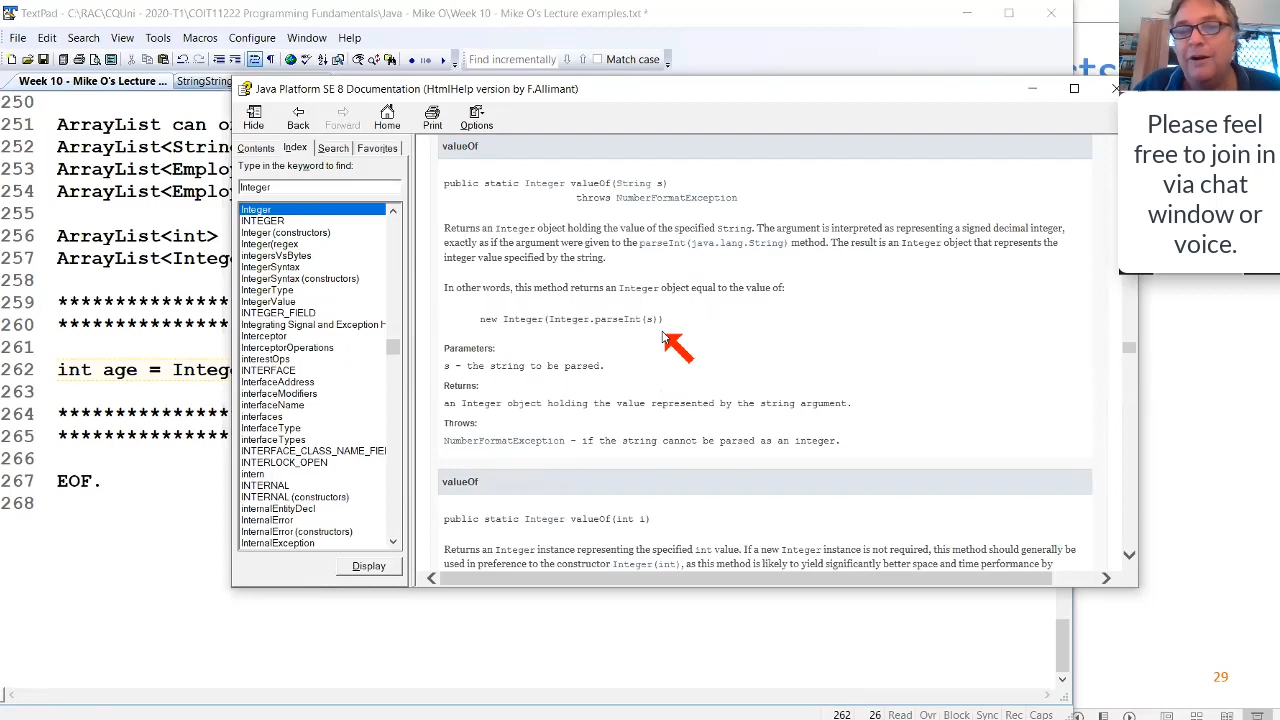 TextPad - C:\RAC\CQUni - 2020-T1\COIT11222 Programming Fundamentals\Java - Mike O\Week 10 - Mike O's Lecture examples.txt *
File Edit Search View Tools Macros Configure Window Help
Find incrementally Match case
Week 10 - Mike O's Lecture ... StringString
250
251 ArrayList can o
252 ArrayList<Strin
253 ArrayList<Emplo
254 ArrayList<Emplo
255
256 ArrayList<int>
257 ArrayList<Intege
258
259 ***************
260 ***************
261
262 int age = Intege
263
264 ***************
265 ***************
266
267 EOF.
268
Java Platform SE 8 Documentation (HtmlHelp version by F.Allimant)
Hide Back Forward Home Print Options
Contents Index Search Favorites
Type in the keyword to find:
Integer
Integer
INTEGER
Integer (constructors)
Integer(regex
integersVsBytes
IntegerSyntax
IntegerSyntax (constructors)
IntegerType
IntegerValue
INTEGER_FIELD
Integrating Signal and Exception H
Interceptor
InterceptorOperations
interestOps
INTERFACE
InterfaceAddress
interfaceModifiers
interfaceName
interfaces
InterfaceType
interfaceTypes
INTERFACE_CLASS_NAME_FIEL
INTERLOCK_OPEN
intern
INTERNAL
INTERNAL (constructors)
internalEntityDecl
InternalError
InternalError (constructors)
InternalException
Display
valueOf
public static Integer valueOf(String s)
throws NumberFormatException
Returns an Integer object holding the value of the specified String. The argument is interpreted as representing a signed decimal integer,
exactly as if the argument were given to the parseInt(java.lang.String) method. The result is an Integer object that represents the
integer value specified by the string.
In other words, this method returns an Integer object equal to the value of:
new Integer(Integer.parseInt(s))
Parameters:
s - the string to be parsed.
Returns:
an Integer object holding the value represented by the string argument.
Throws:
NumberFormatException - if the string cannot be parsed as an integer.
valueOf
public static Integer valueOf(int i)
Returns an Integer instance representing the specified int value. If a new Integer instance is not required, this method should generally be
used in preference to the constructor Integer(int), as this method is likely to yield significantly better space and time performance by
ts
Please feel
free to join in
via chat
window or
voice.
29
262 26 Read Ovr Block Sync Rec Caps